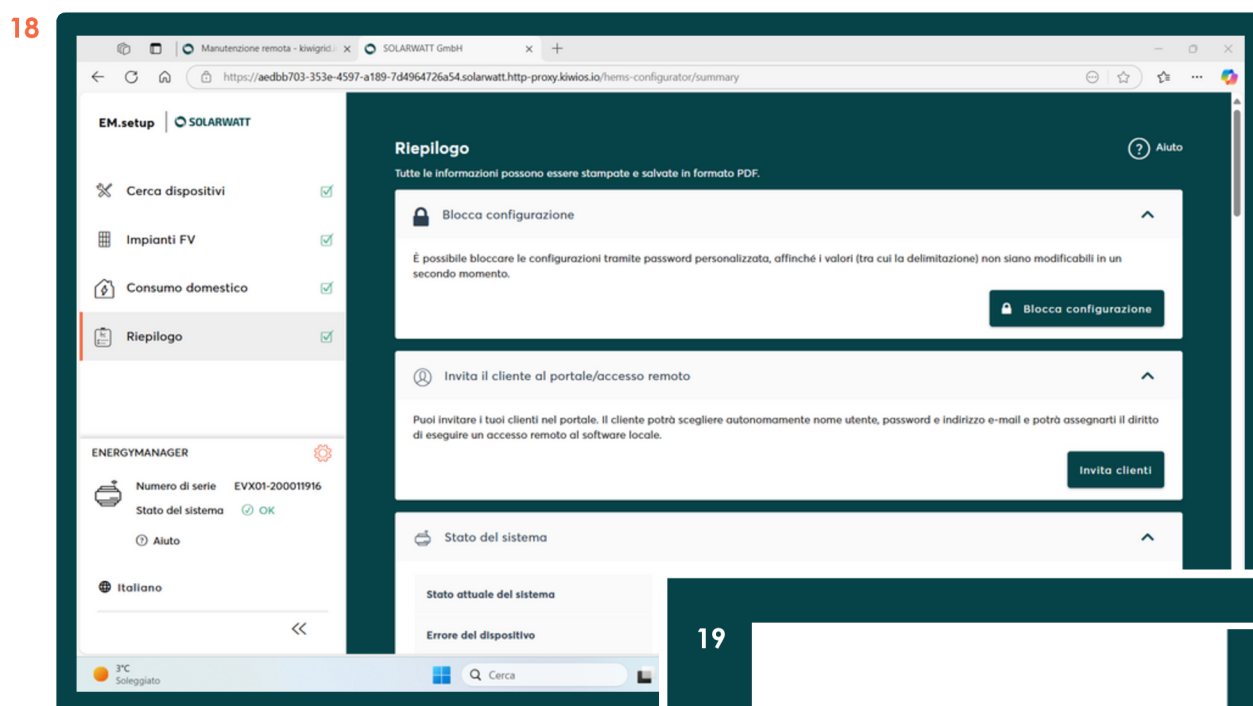 18
Manutenzione remota - kiwigrid.
SOLARWATT GmbH
https://aedbb703-353e-4597-a189-7d4964726a54.solarwatt.http-proxy.kiwios.io/hems-configurator/summary
EM.setup SOLARWATT
Cerca dispositivi
Impianti FV
Consumo domestico
Riepilogo
ENERGYMANAGER
Numero di serie EVX01-200011916
Stato del sistema OK
Aiuto
Italiano
Riepilogo
Aiuto
Tutte le informazioni possono essere stampate e salvate in formato PDF.
Blocca configurazione
È possibile bloccare le configurazioni tramite password personalizzata, affinché i valori (tra cui la delimitazione) non siano modificabili in un
secondo momento.
Blocca configurazione
Invita il cliente al portale/accesso remoto
Puoi invitare i tuoi clienti nel portale. Il cliente potrà scegliere autonomamente nome utente, password e indirizzo e-mail e potrà assegnarti il diritto
di eseguire un accesso remoto al software locale.
Invita clienti
Stato del sistema
Stato attuale del sistema
Errore del dispositivo
3°C
Soleggiato
Cerca
19